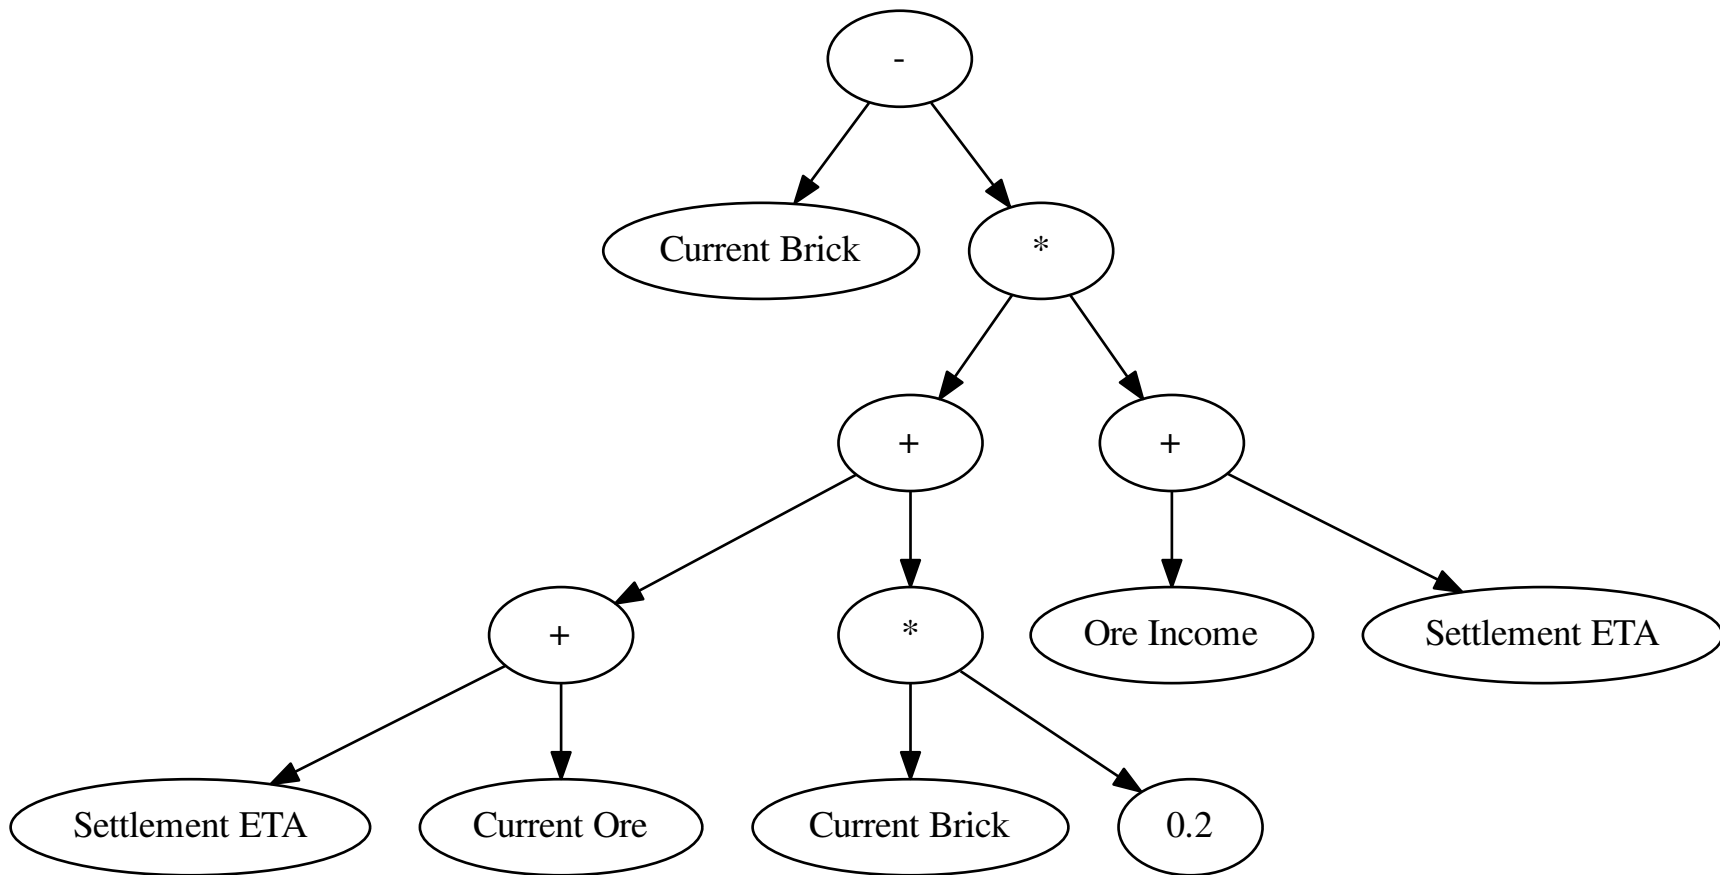 -
Current Brick
*
+
+
+
*
Ore Income
Settlement ETA
Settlement ETA
Current Ore
Current Brick
0.2